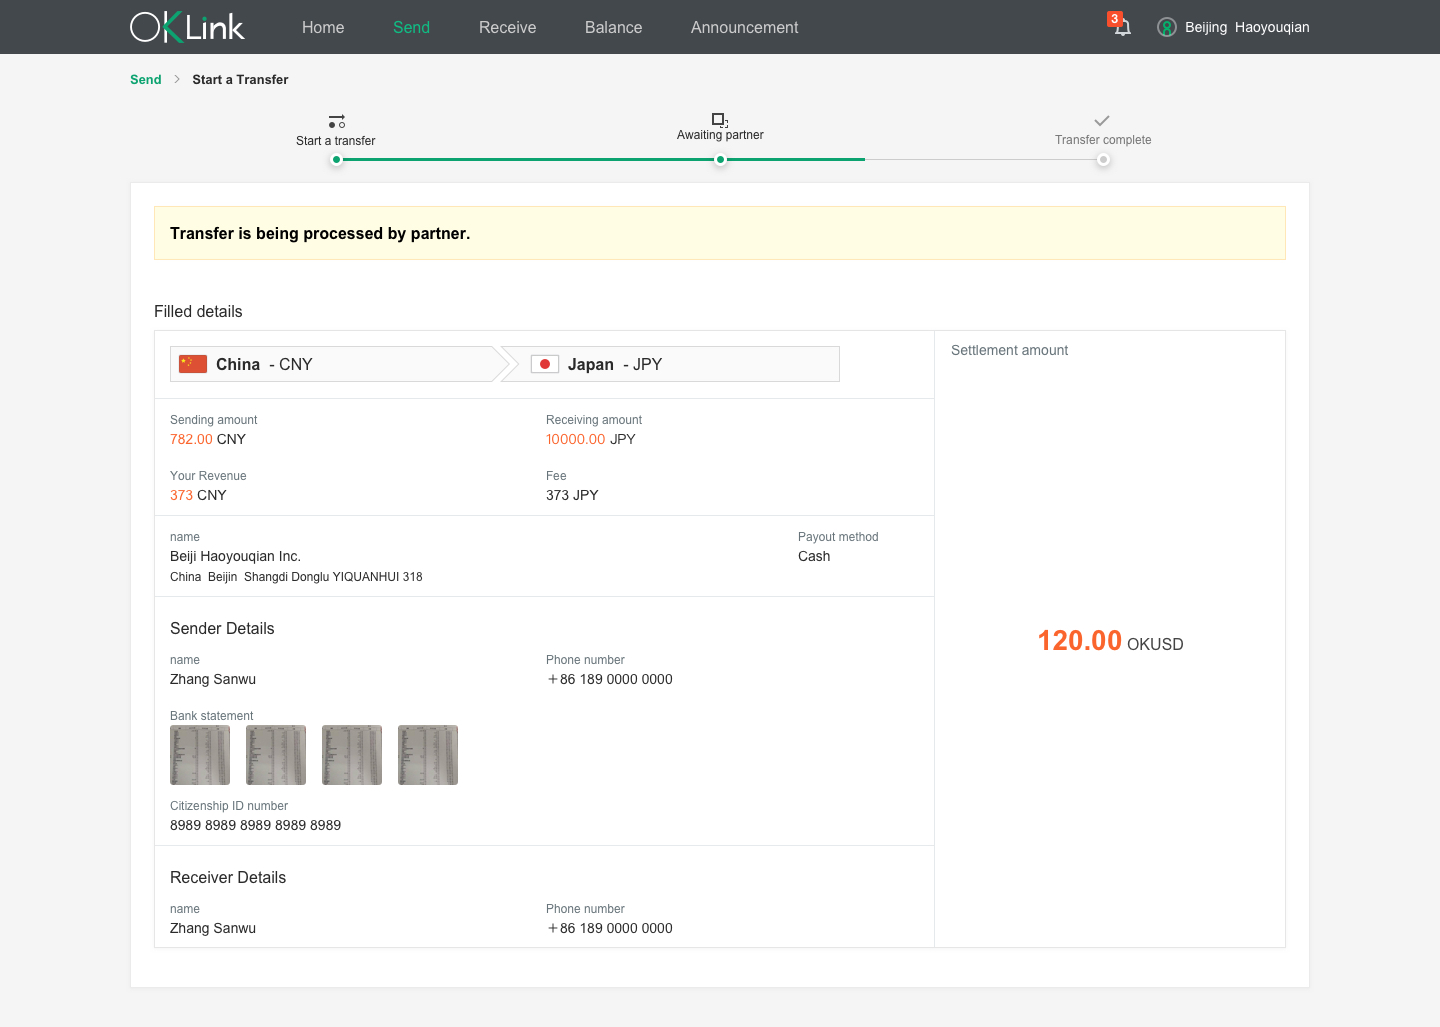 OKLink Home Send Receive Balance Announcement 3 Beijing Haoyouqian
Send > Start a Transfer
Start a transfer Awaiting partner Transfer complete
Transfer is being processed by partner.
Filled details
China - CNY Japan - JPY
Settlement amount
Sending amount Receiving amount
782.00 CNY 10000.00 JPY
Your Revenue Fee
373 CNY 373 JPY
name Payout method
Beiji Haoyouqian Inc. Cash
China Beijin Shangdi Donglu YIQUANHUI 318
Sender Details
120.00 OKUSD
name Phone number
Zhang Sanwu +86 189 0000 0000
Bank statement
Citizenship ID number
8989 8989 8989 8989 8989
Receiver Details
name Phone number
Zhang Sanwu +86 189 0000 0000